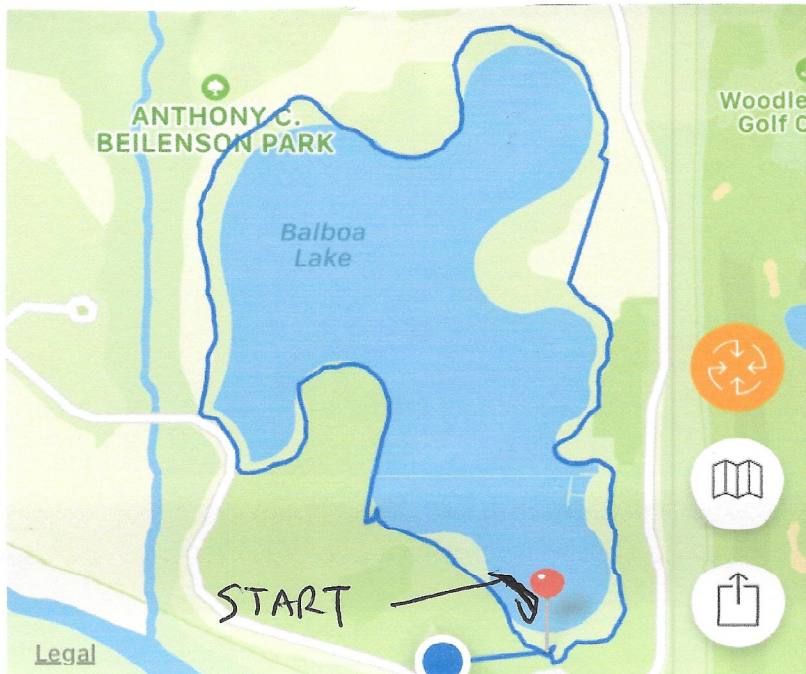 ANTHONY C.
BEILENSON PARK
Woodle
Golf C
Balboa
Lake
START
Legal